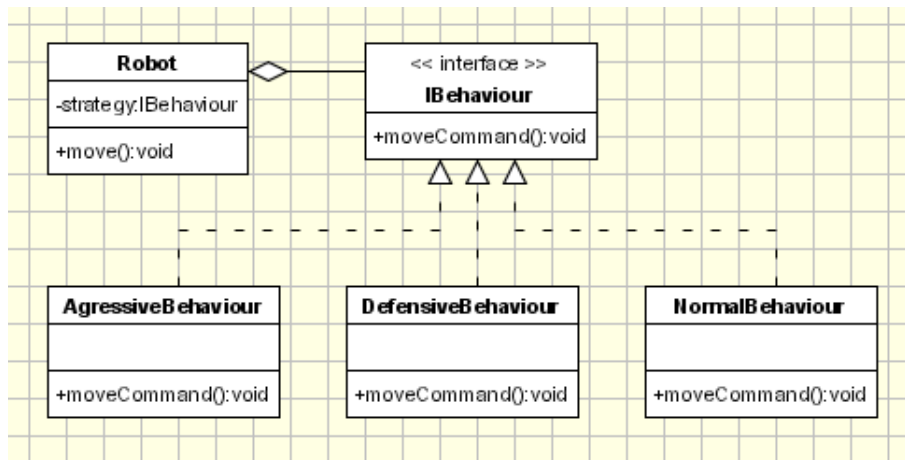 Robot
-strategy:IBehaviour
+move():void
<< interface >>
IBehaviour
+moveCommand():void
AgressiveBehaviour
+moveCommand():void
DefensiveBehaviour
+moveCommand():void
NormalBehaviour
+moveCommand():void